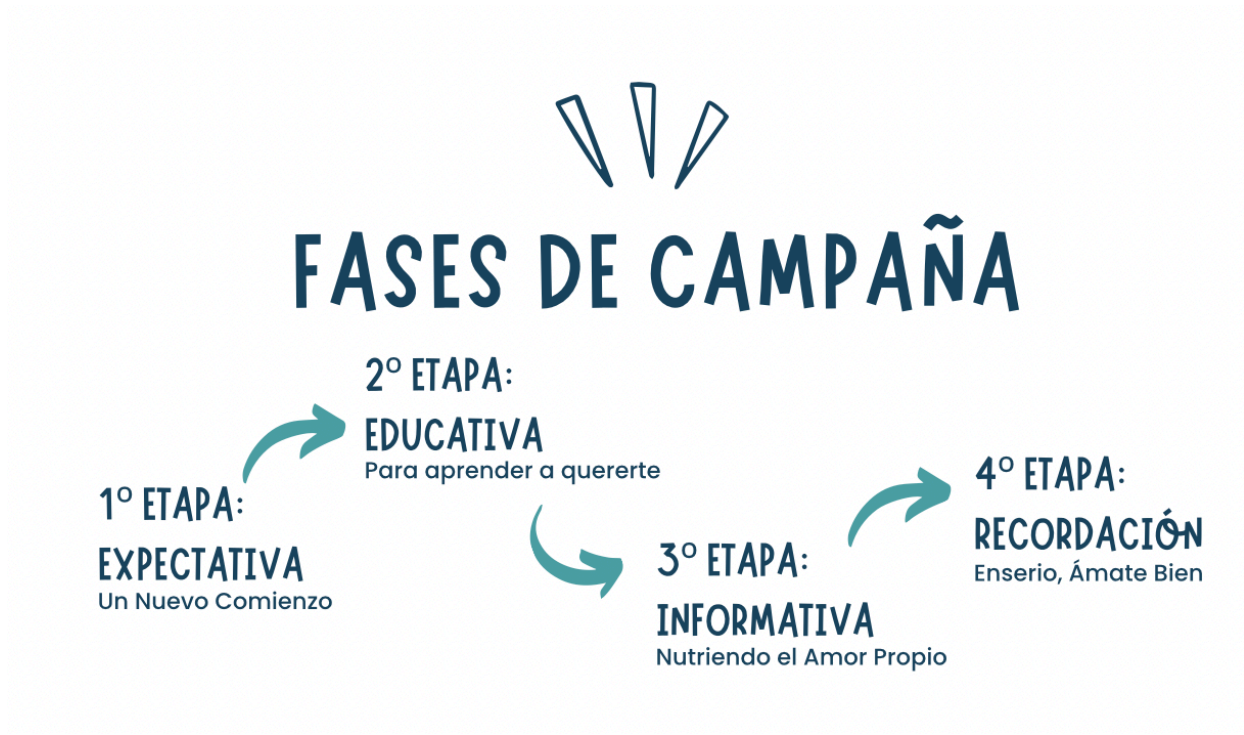 FASES DE CAMPAÑA
1º ETAPA:
EXPECTATIVA
Un Nuevo Comienzo
2º ETAPA:
EDUCATIVA
Para aprender a quererte
3º ETAPA:
INFORMATIVA
Nutriendo el Amor Propio
4º ETAPA:
RECORDACIÓN
Enserio, Ámate Bien